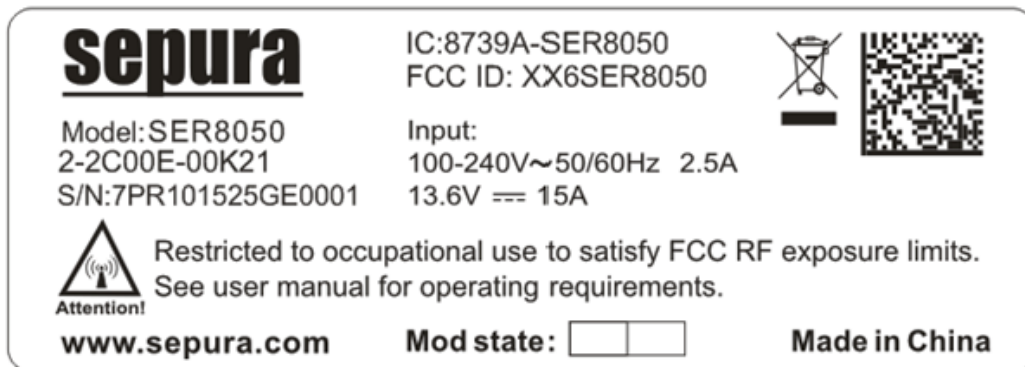 sepura
IC:8739A-SER8050
FCC ID: XX6SER8050
Model:SER8050
2-2C00E-00K21
S/N:7PR101525GE0001
Input:
100-240V~50/60Hz 2.5A
13.6V ⎓ 15A
Attention!
Restricted to occupational use to satisfy FCC RF exposure limits.
See user manual for operating requirements.
www.sepura.com
Mod state:
Made in China